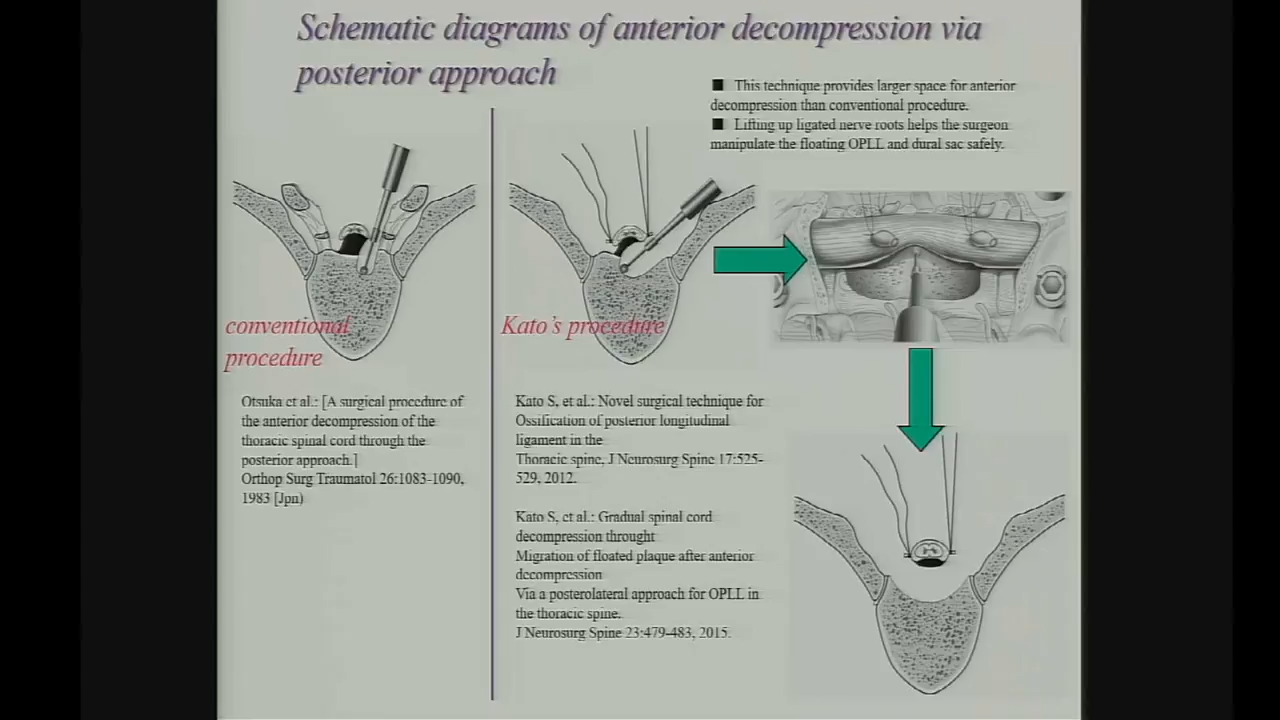 Schematic diagrams of anterior decompression via
posterior approach
■ This technique provides larger space for anterior
decompression than conventional procedure.
■ Lifting up ligated nerve roots helps the surgeon
manipulate the floating OPLL and dural sac safely.
conventional
procedure
Otsuka et al.: [A surgical procedure of
the anterior decompression of the
thoracic spinal cord through the
posterior approach.]
Orthop Surg Traumatol 26:1083-1090,
1983 [Jpn)
Kato's procedure
Kato S, et al.: Novel surgical technique for
Ossification of posterior longitudinal
ligament in the
Thoracic spine, J Neurosurg Spine 17:525-
529, 2012.
Kato S, et al.: Gradual spinal cord
decompression throught
Migration of floated plaque after anterior
decompression
Via a posterolateral approach for OPLL in
the thoracic spine.
J Neurosurg Spine 23:479-483, 2015.